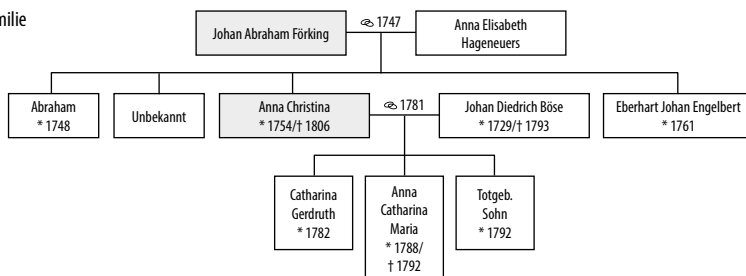 milie
Johan Abraham Förking
⚭ 1747
Anna Elisabeth
Hageneuers
Abraham
* 1748
Unbekannt
Anna Christina
* 1754/† 1806
⚭ 1781
Johan Diedrich Böse
* 1729/† 1793
Eberhart Johan Engelbert
* 1761
Catharina
Gerdruth
* 1782
Anna
Catharina
Maria
* 1788/
† 1792
Totgeb.
Sohn
* 1792